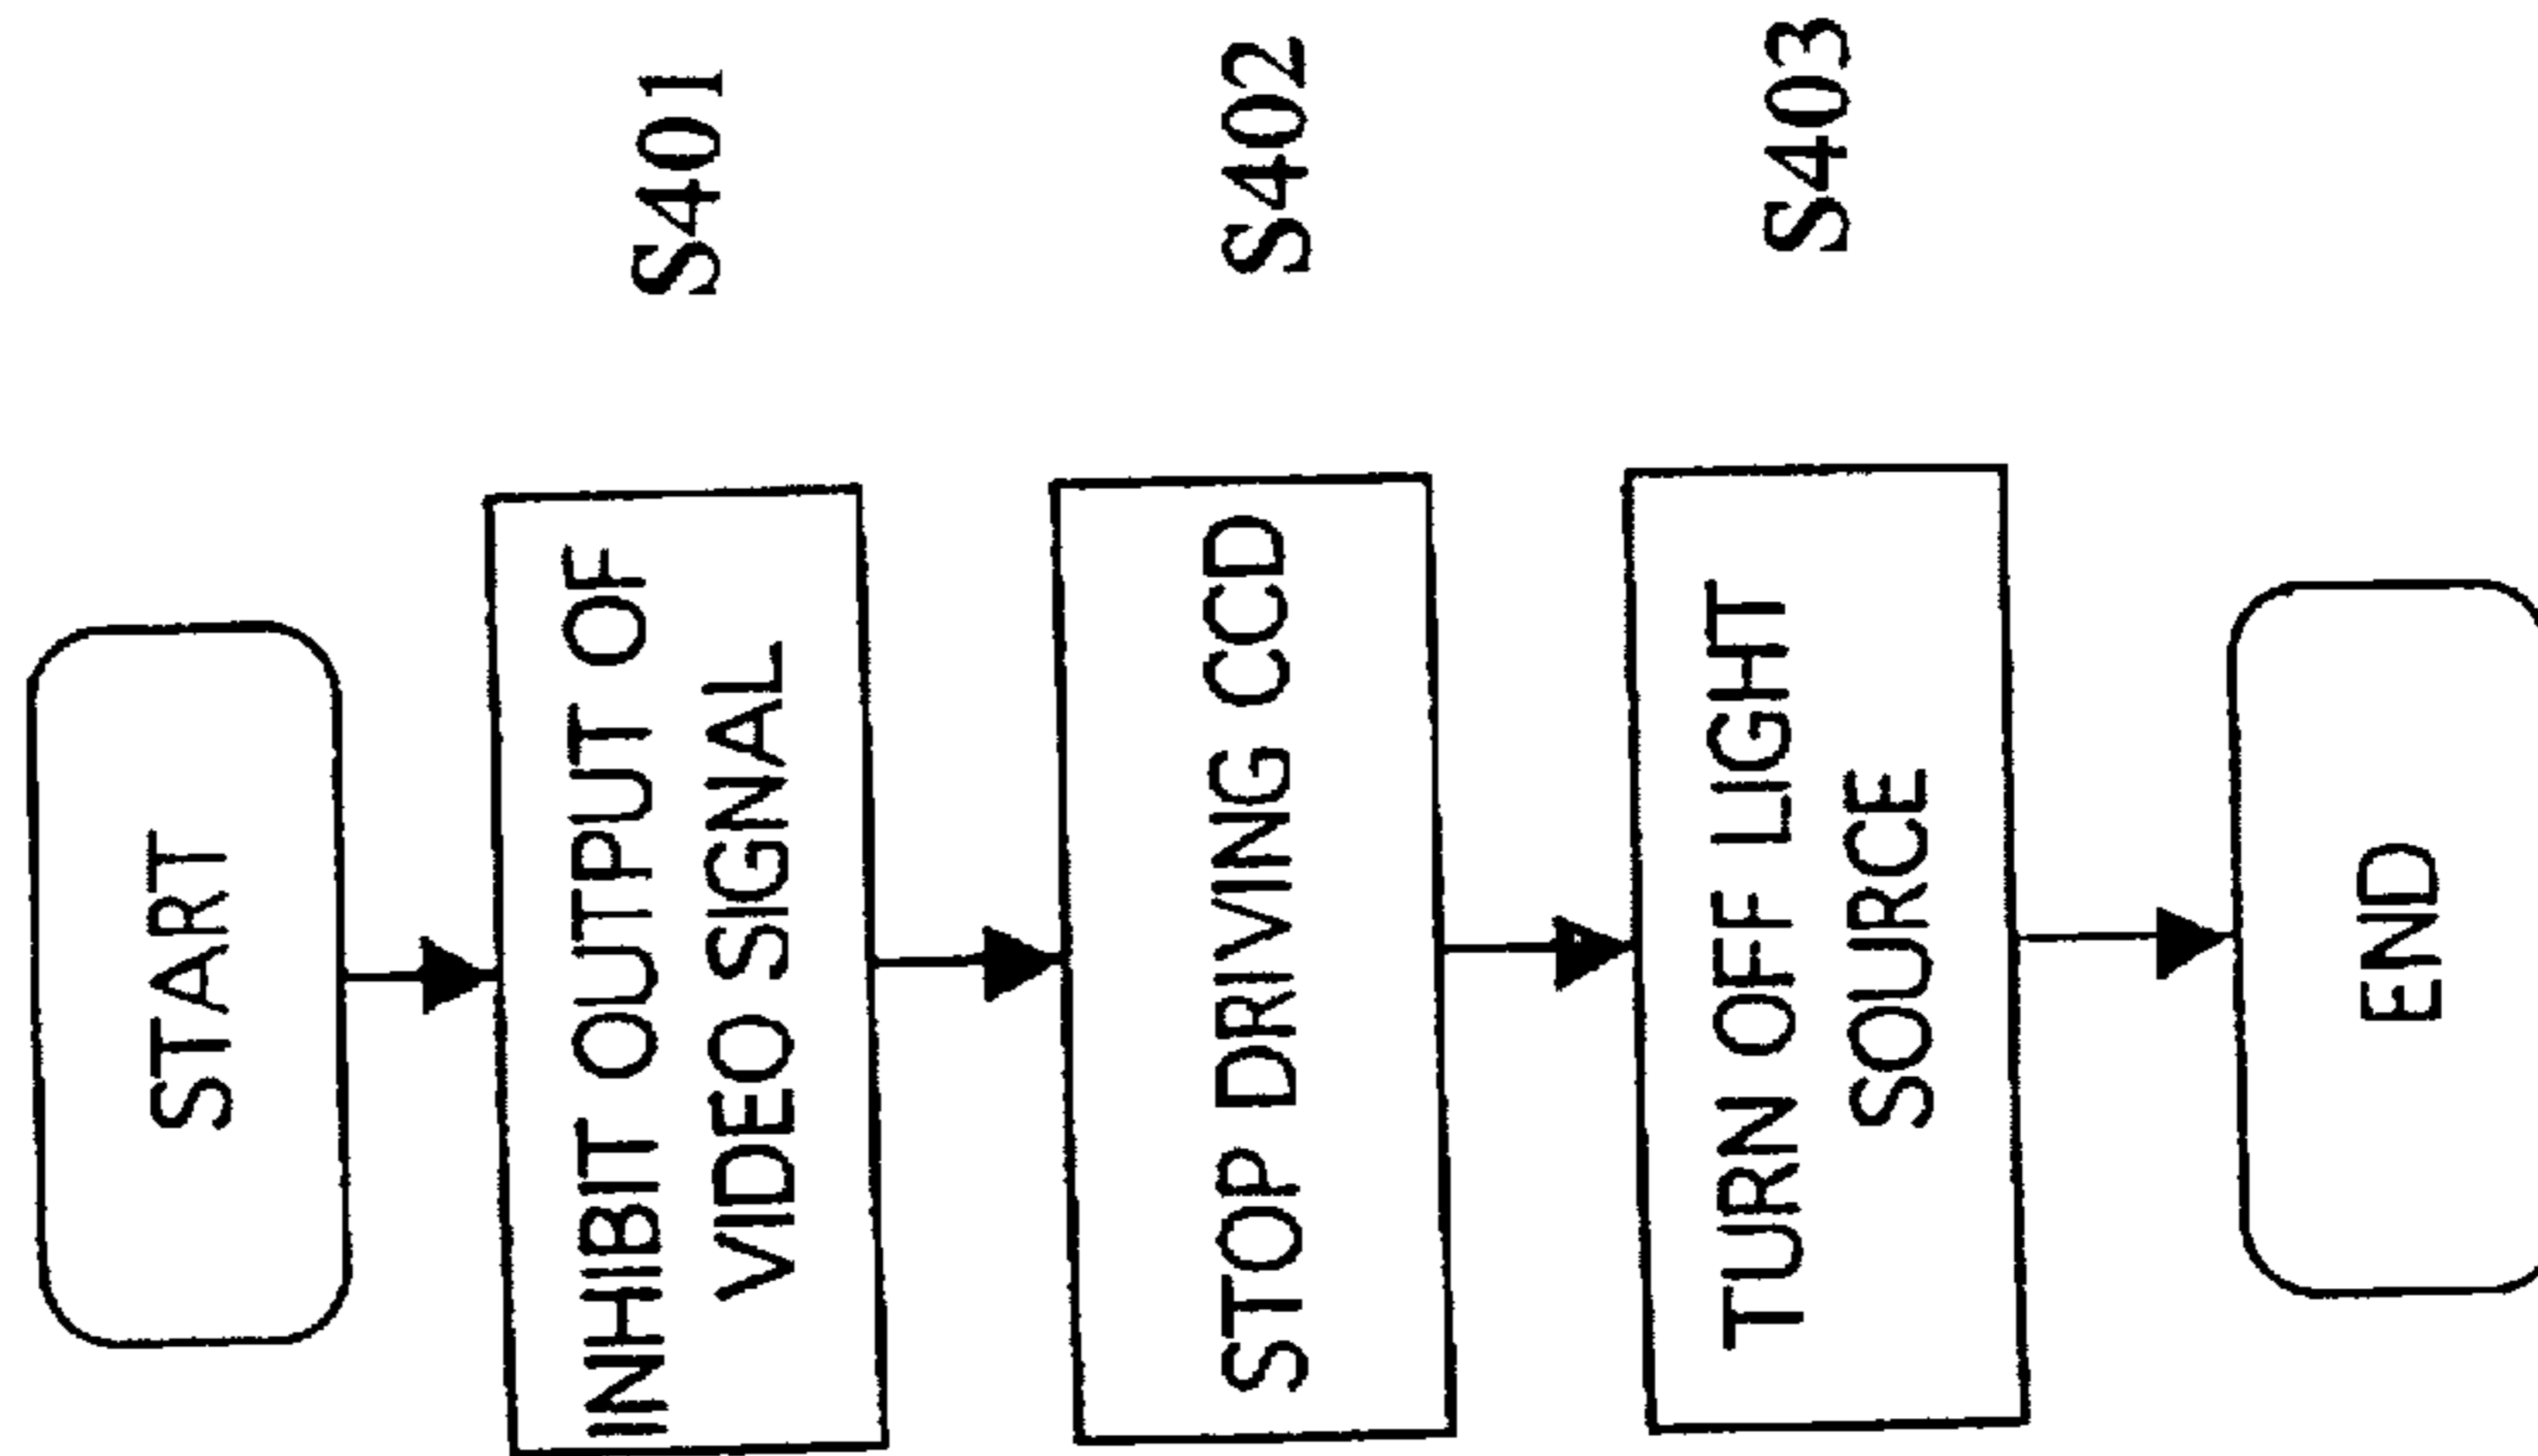 START
INHIBIT OUTPUT OF
VIDEO SIGNAL
S401
STOP DRIVING CCD
S402
TURN OFF LIGHT
SOURCE
S403
END